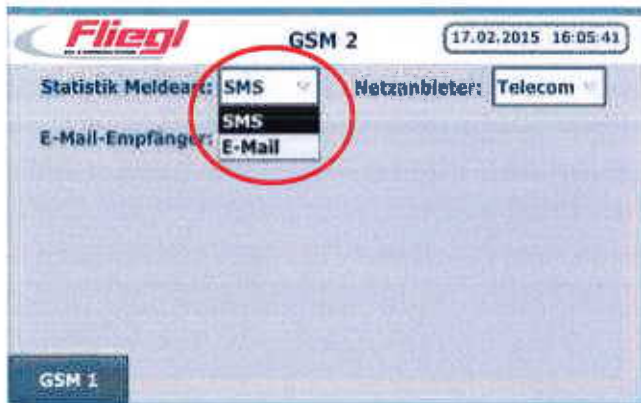 Fliegl
GSM 2
17.02.2015 16:05:41
Statistik Meldeart: SMS
Netzanbieter: Telecom
SMS
E-Mail-Empfänger:
E-Mail
GSM 1